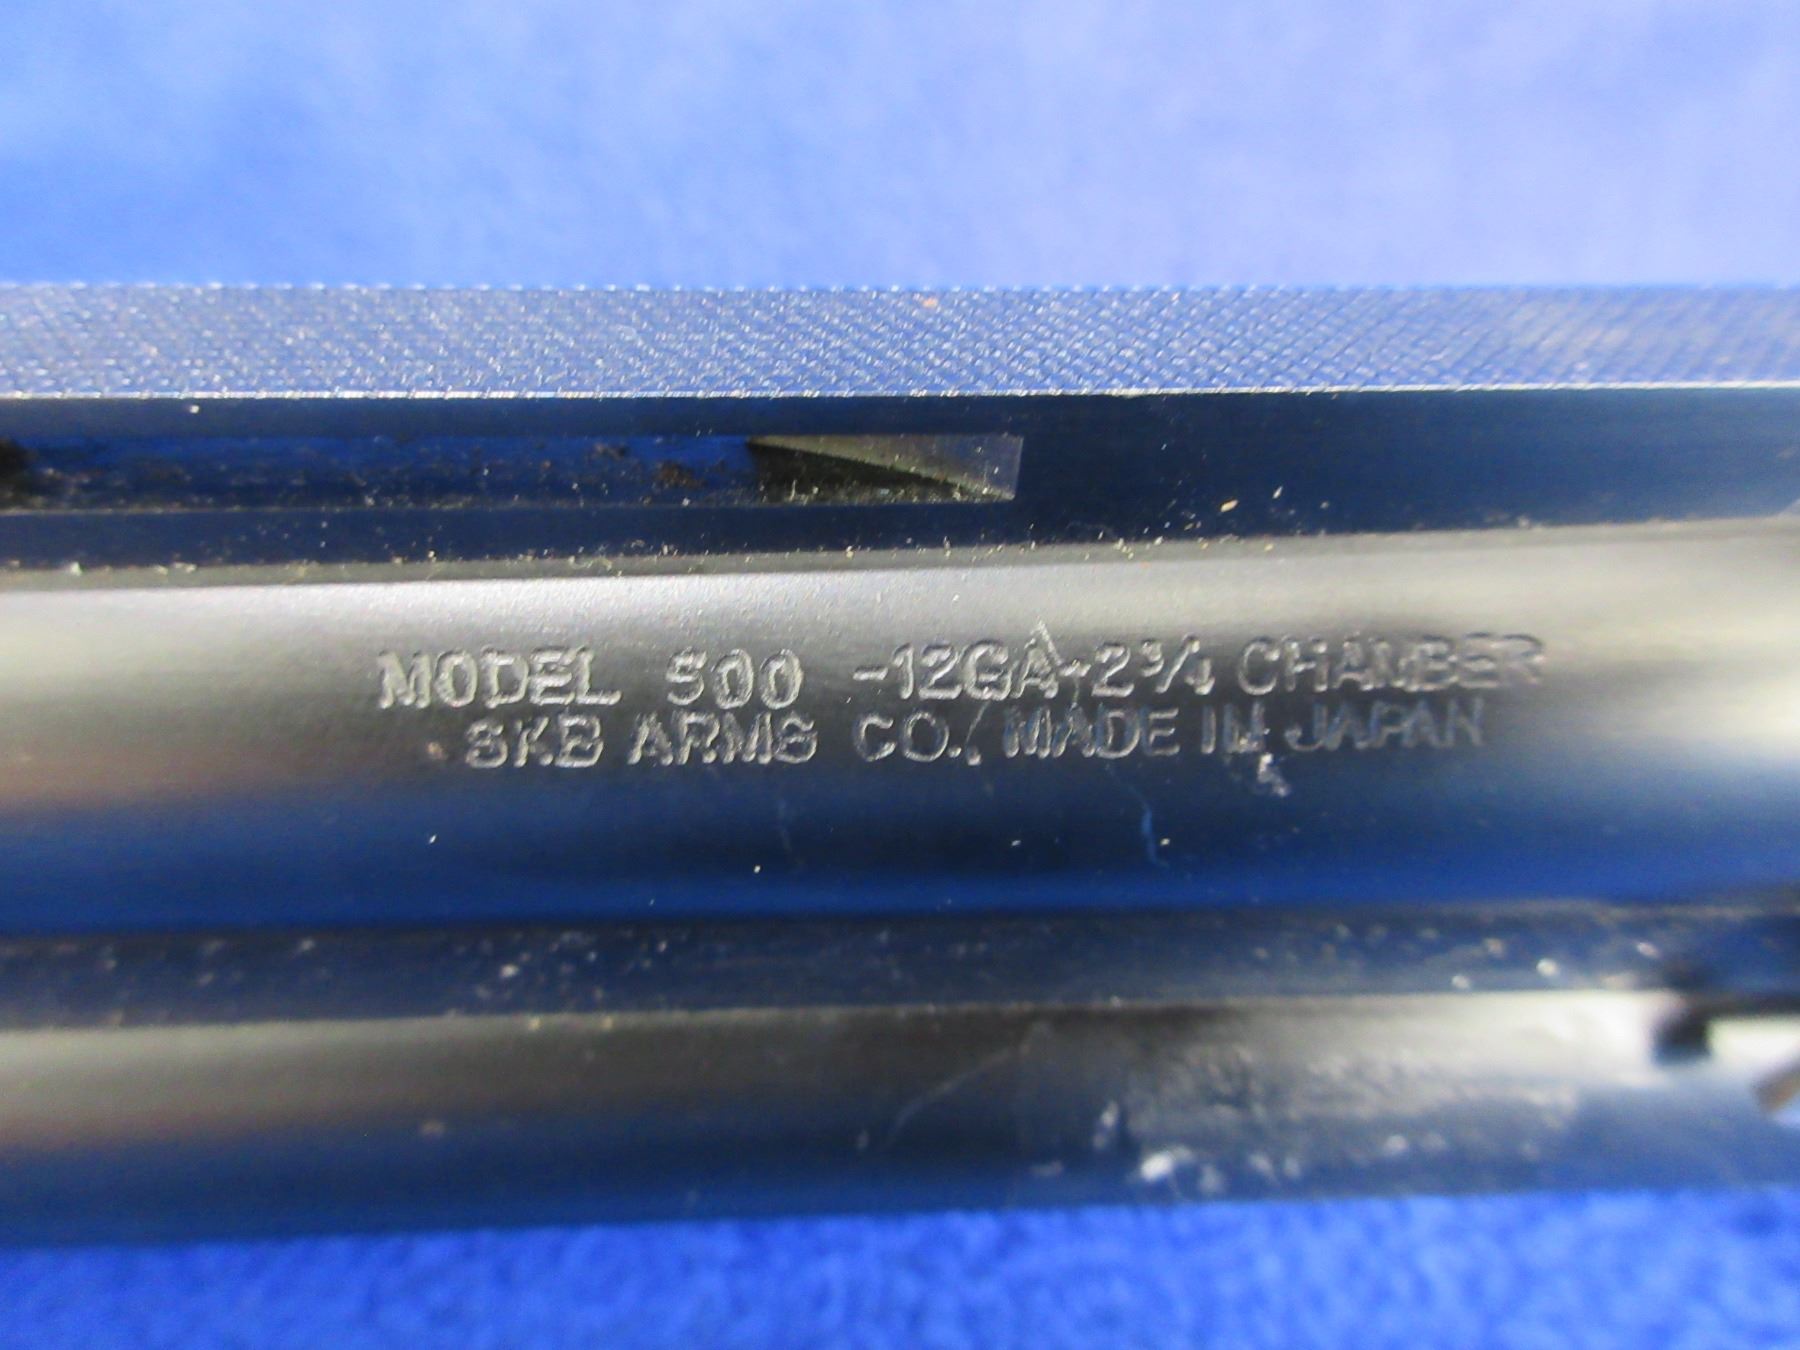 MODEL 500 -12GA-2¾ CHAMBER
SKB ARMS CO., MADE IN JAPAN